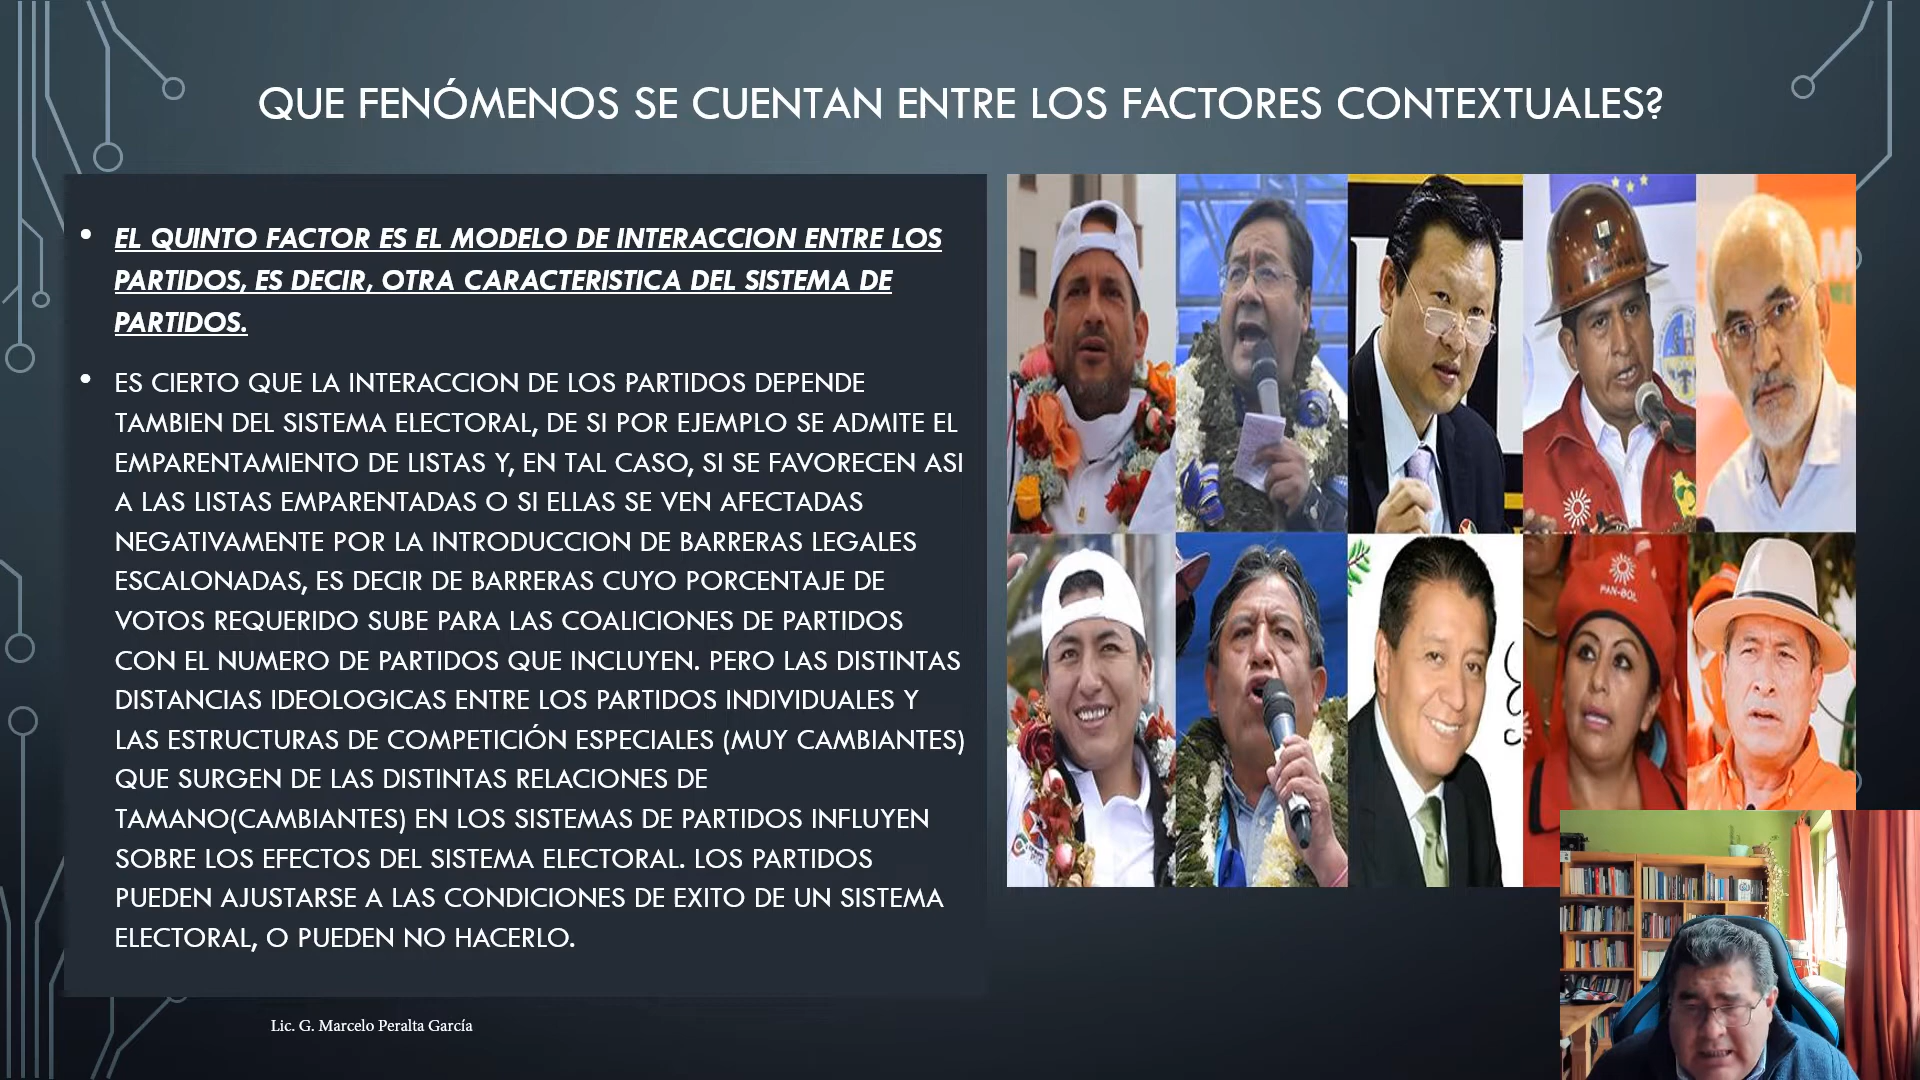 QUE FENÓMENOS SE CUENTAN ENTRE LOS FACTORES CONTEXTUALES?
• EL QUINTO FACTOR ES EL MODELO DE INTERACCION ENTRE LOS
PARTIDOS, ES DECIR, OTRA CARACTERISTICA DEL SISTEMA DE
PARTIDOS.
• ES CIERTO QUE LA INTERACCION DE LOS PARTIDOS DEPENDE
TAMBIEN DEL SISTEMA ELECTORAL, DE SI POR EJEMPLO SE ADMITE EL
EMPARENTAMIENTO DE LISTAS Y, EN TAL CASO, SI SE FAVORECEN ASI
A LAS LISTAS EMPARENTADAS O SI ELLAS SE VEN AFECTADAS
NEGATIVAMENTE POR LA INTRODUCCION DE BARRERAS LEGALES
ESCALONADAS, ES DECIR DE BARRERAS CUYO PORCENTAJE DE
VOTOS REQUERIDO SUBE PARA LAS COALICIONES DE PARTIDOS
CON EL NUMERO DE PARTIDOS QUE INCLUYEN. PERO LAS DISTINTAS
DISTANCIAS IDEOLOGICAS ENTRE LOS PARTIDOS INDIVIDUALES Y
LAS ESTRUCTURAS DE COMPETICIÓN ESPECIALES (MUY CAMBIANTES)
QUE SURGEN DE LAS DISTINTAS RELACIONES DE
TAMANO(CAMBIANTES) EN LOS SISTEMAS DE PARTIDOS INFLUYEN
SOBRE LOS EFECTOS DEL SISTEMA ELECTORAL. LOS PARTIDOS
PUEDEN AJUSTARSE A LAS CONDICIONES DE EXITO DE UN SISTEMA
ELECTORAL, O PUEDEN NO HACERLO.
PAN-BOL
Lic. G. Marcelo Peralta García